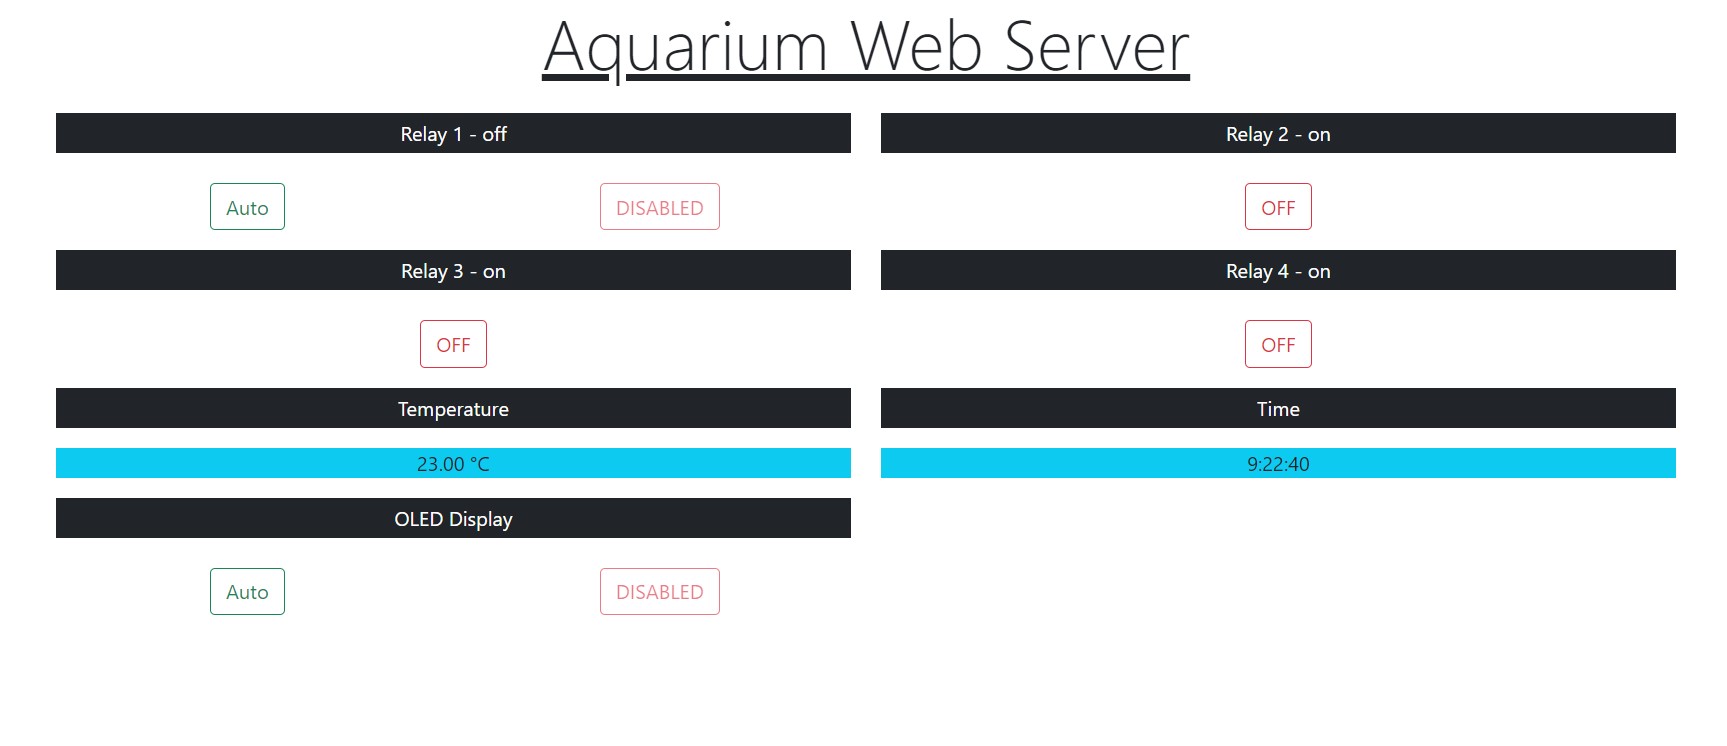 Aquarium Web Server
Relay 1 - off
Relay 2 - on
Auto
DISABLED
OFF
Relay 3 - on
Relay 4 - on
OFF
OFF
Temperature
Time
23.00 °C
9:22:40
OLED Display
Auto
DISABLED